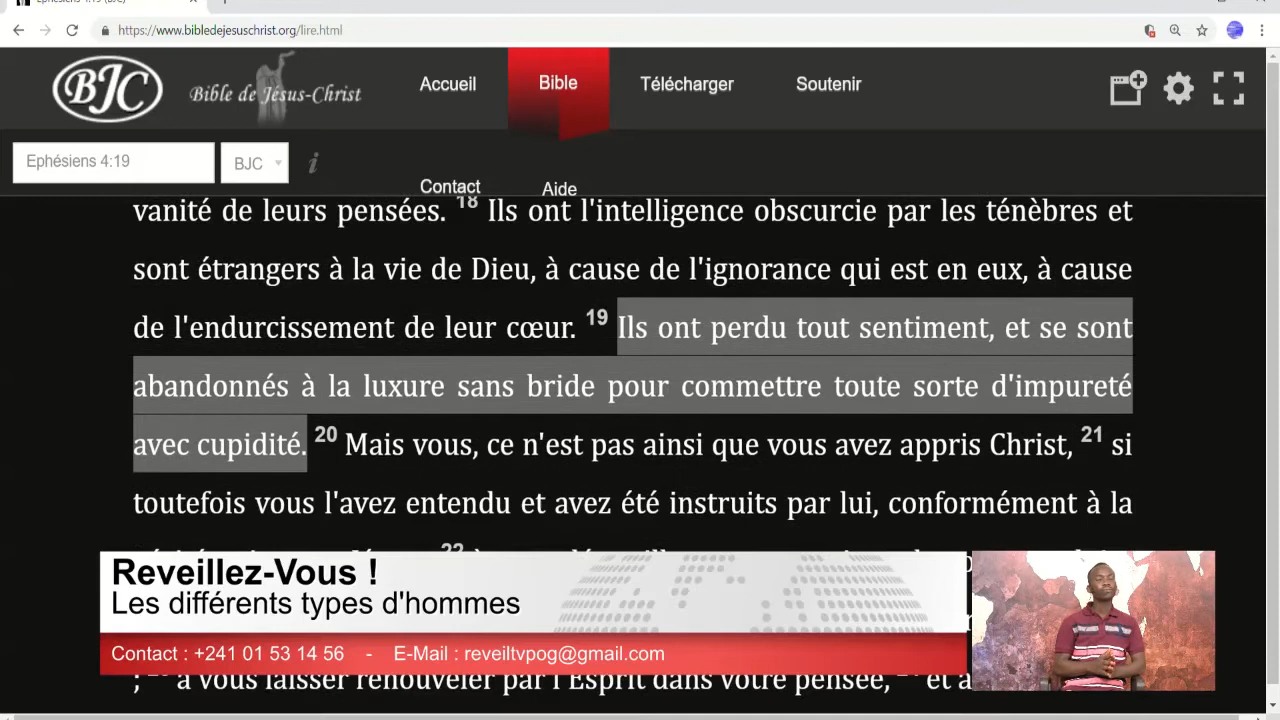 https://www.bibledejesuschrist.org/lire.html
BJC
Bible de Jésus-Christ
Accueil
Bible
Télécharger
Soutenir
Ephésiens 4:19
BJC
i
Contact
Aide
vanité de leurs pensées. 18 Ils ont l'intelligence obscurcie par les ténèbres et
sont étrangers à la vie de Dieu, à cause de l'ignorance qui est en eux, à cause
de l'endurcissement de leur cœur. 19 Ils ont perdu tout sentiment, et se sont
abandonnés à la luxure sans bride pour commettre toute sorte d'impureté
avec cupidité. 20 Mais vous, ce n'est pas ainsi que vous avez appris Christ, 21 si
toutefois vous l'avez entendu et avez été instruits par lui, conformément à la
22
Reveillez-Vous !
Les différents types d'hommes
Contact : +241 01 53 14 56 - E-Mail : reveiltvpog@gmail.com
; à vous laisser renouveler par l'Esprit dans votre pensée, et